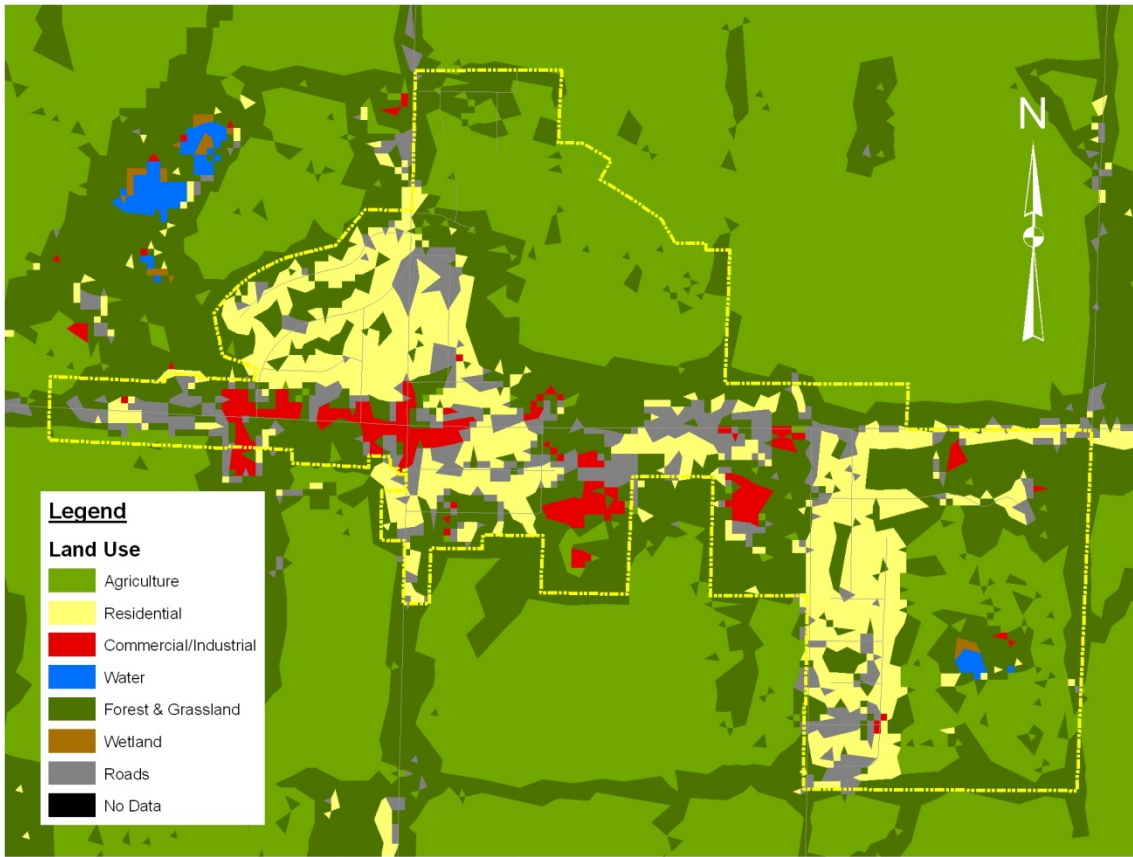 N
Legend
Land Use
Agriculture
Residential
Commercial/Industrial
Water
Forest & Grassland
Wetland
Roads
No Data